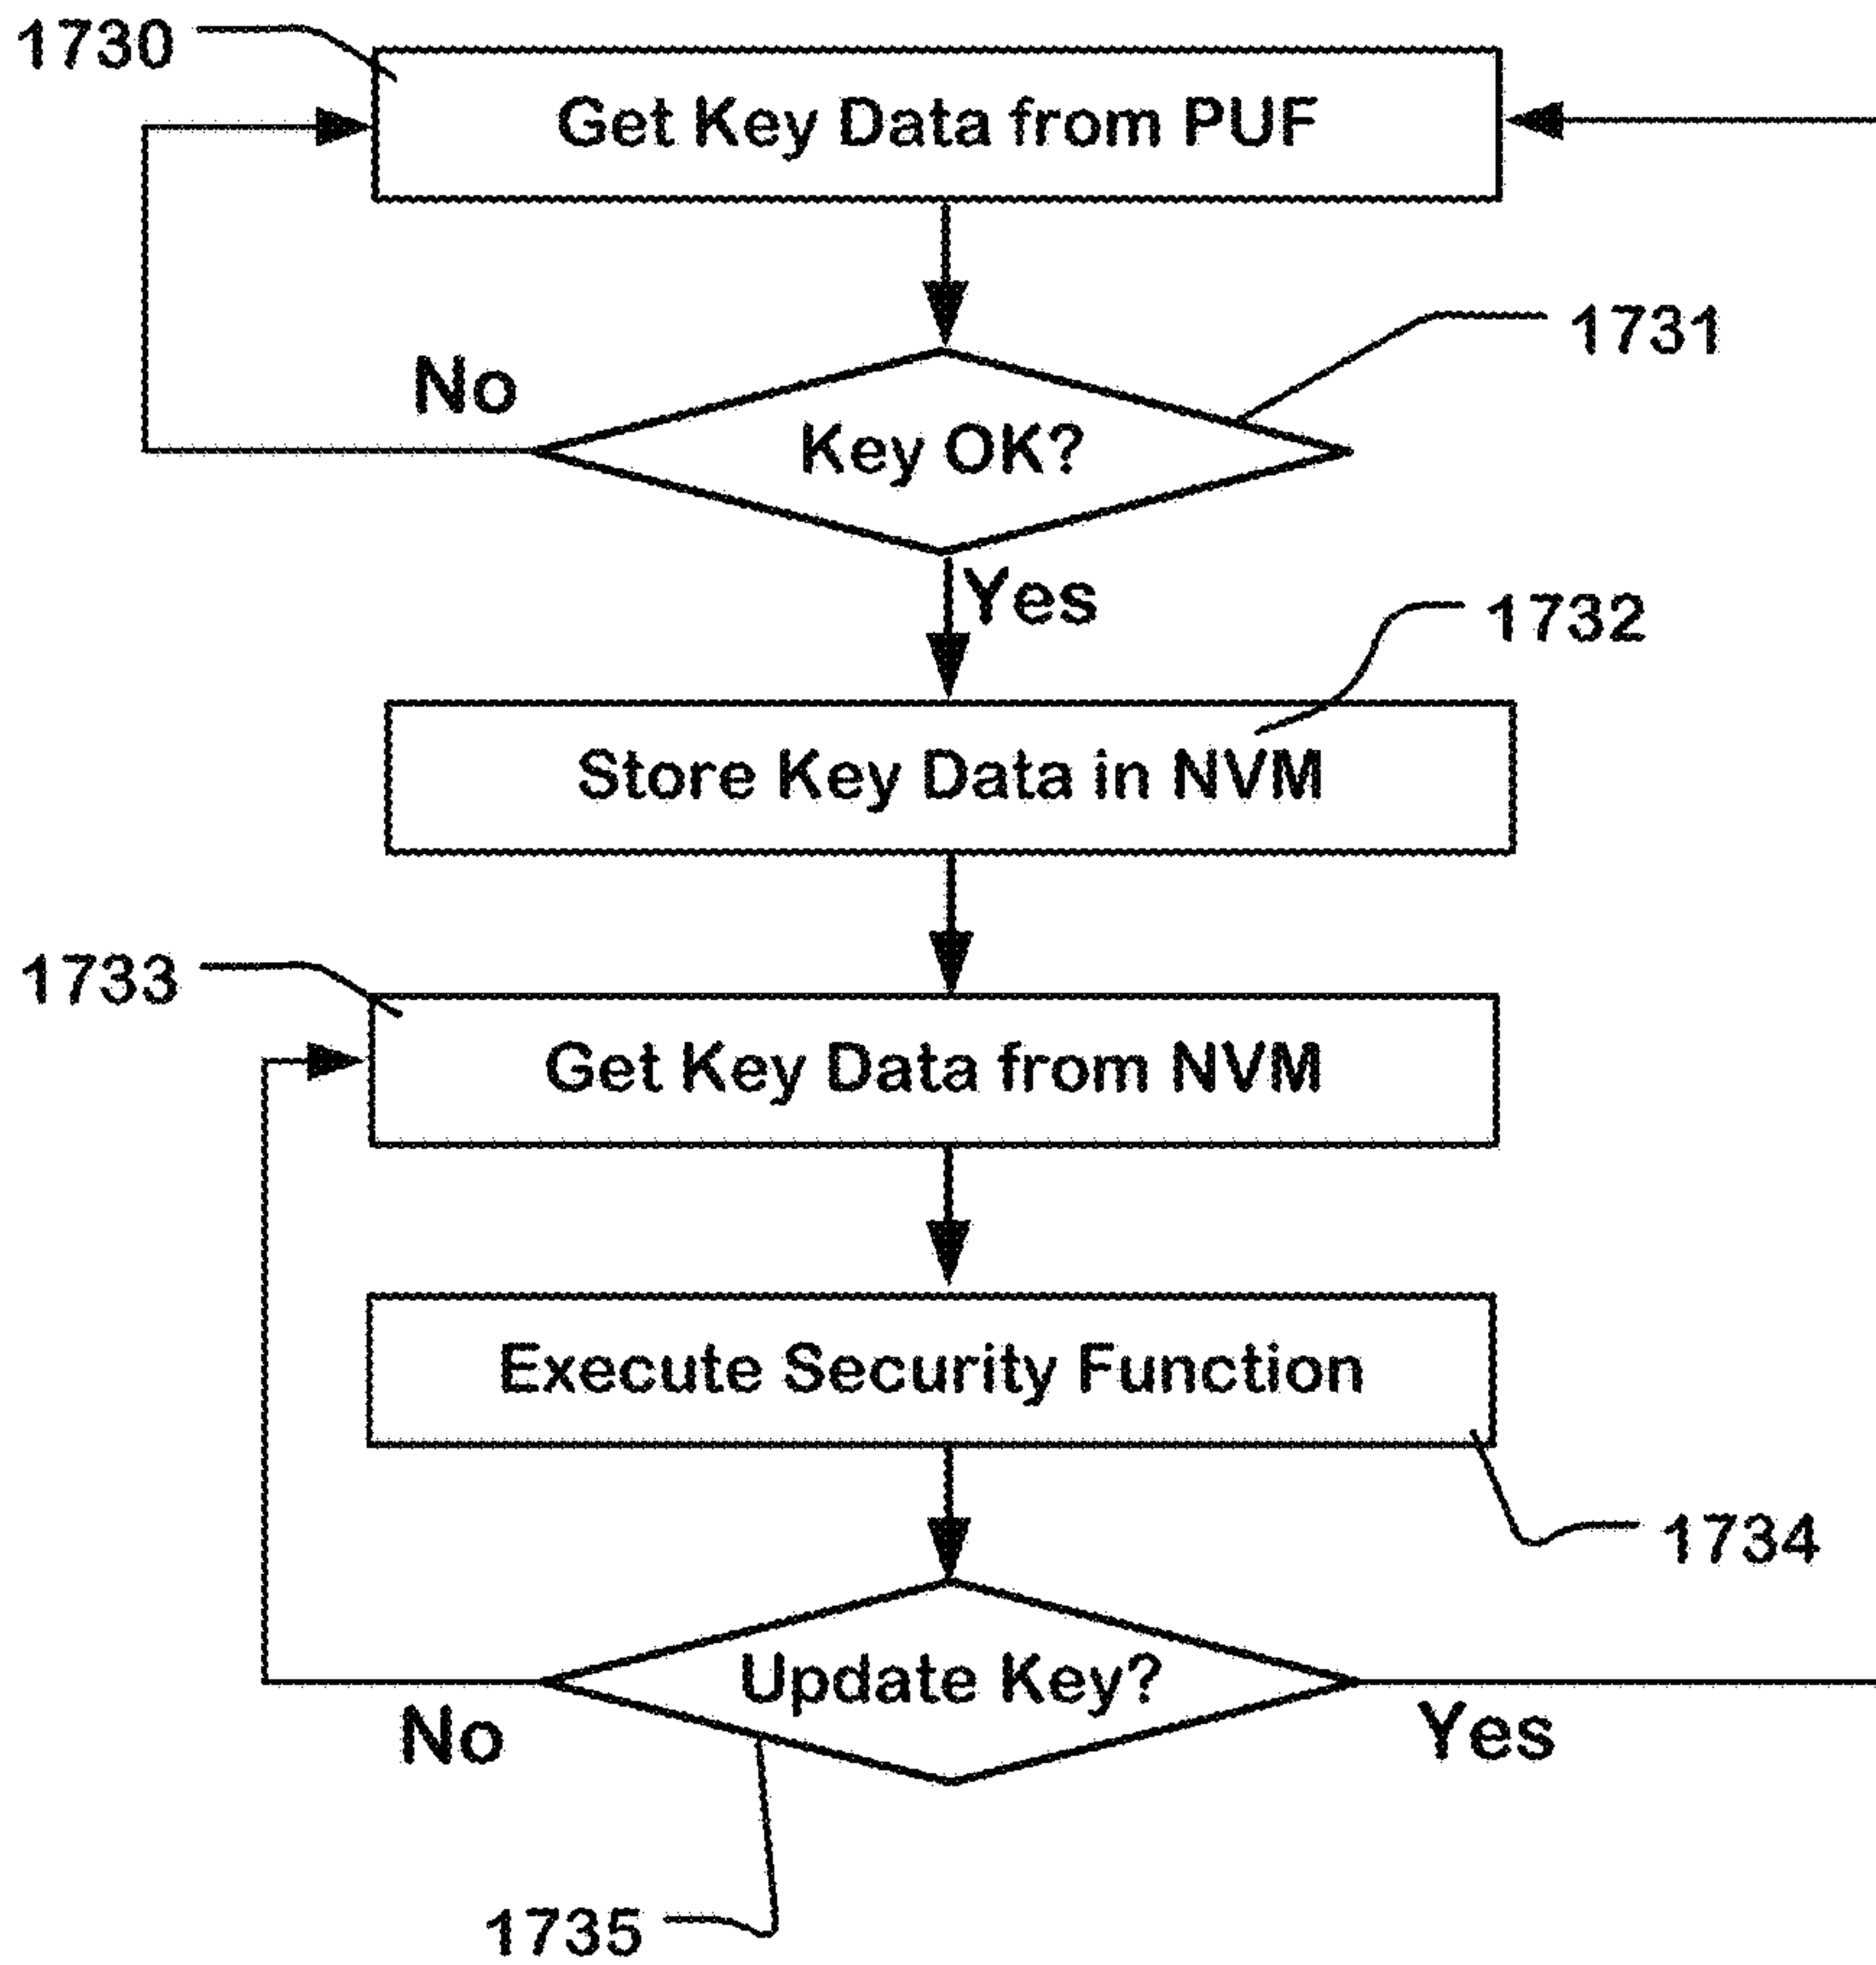 1730
Get Key Data from PUF
1731
No
Key OK?
Yes
1732
Store Key Data in NVM
1733
Get Key Data from NVM
Execute Security Function
1734
Update Key?
No
Yes
1735